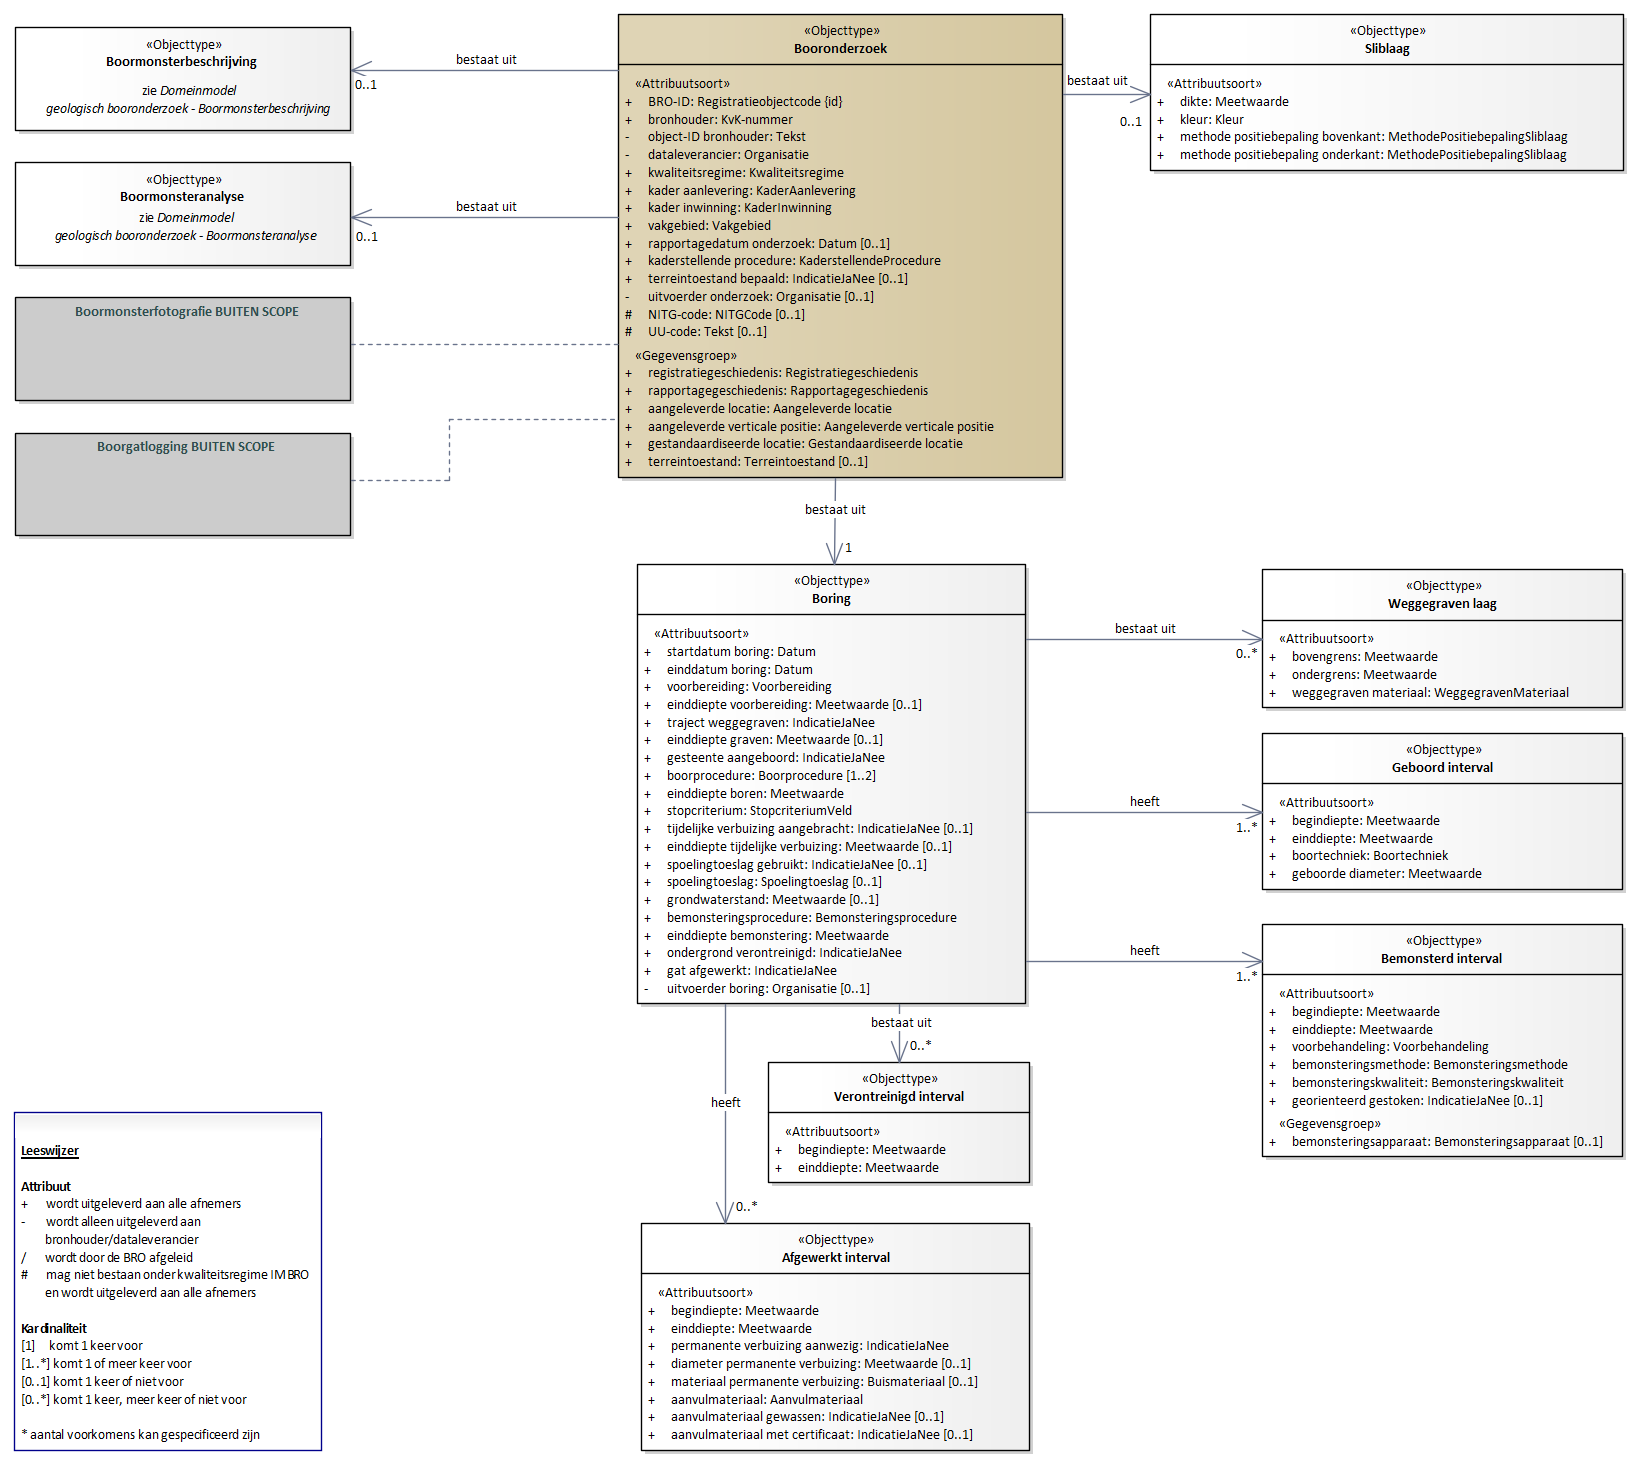 «Objecttype»
Boormonsterbeschrijving
zie Domeinmodel
geologisch booronderzoek - Boormonsterbeschrijving
bestaat uit
0..1
«Objecttype»
Boormonsteranalyse
zie Domeinmodel
geologisch booronderzoek - Boormonsteranalyse
bestaat uit
0..1
Boormonsterfotografie BUITEN SCOPE
Boorgatlogging BUITEN SCOPE
«Objecttype»
Booronderzoek
«Attribuutsoort»
+ BRO-ID: Registratieobjectcode {id}
+ bronhouder: KvK-nummer
- object-ID bronhouder: Tekst
- dataleverancier: Organisatie
+ kwaliteitsregime: Kwaliteitsregime
+ kader aanlevering: KaderAanlevering
+ kader inwinning: KaderInwinning
+ vakgebied: Vakgebied
+ rapportagedatum onderzoek: Datum [0..1]
+ kaderstellende procedure: KaderstellendeProcedure
+ terreintoestand bepaald: IndicatieJaNee [0..1]
- uitvoerder onderzoek: Organisatie [0..1]
# NITG-code: NITGCode [0..1]
# UU-code: Tekst [0..1]
«Gegevensgroep»
+ registratiegeschiedenis: Registratiegeschiedenis
+ rapportagegeschiedenis: Rapportagegeschiedenis
+ aangeleverde locatie: Aangeleverde locatie
+ aangeleverde verticale positie: Aangeleverde verticale positie
+ gestandaardiseerde locatie: Gestandaardiseerde locatie
+ terreintoestand: Terreintoestand [0..1]
bestaat uit
0..1
«Objecttype»
Sliblaag
«Attribuutsoort»
+ dikte: Meetwaarde
+ kleur: Kleur
+ methode positiebepaling bovenkant: MethodePositiebepalingSliblaag
+ methode positiebepaling onderkant: MethodePositiebepalingSliblaag
bestaat uit
1
«Objecttype»
Boring
«Attribuutsoort»
+ startdatum boring: Datum
+ einddatum boring: Datum
+ voorbereiding: Voorbereiding
+ einddiepte voorbereiding: Meetwaarde [0..1]
+ traject weggegraven: IndicatieJaNee
+ einddiepte graven: Meetwaarde [0..1]
+ gesteente aangeboord: IndicatieJaNee
+ boorprocedure: Boorprocedure [1..2]
+ einddiepte boren: Meetwaarde
+ stopcriterium: StopcriteriumVeld
+ tijdelijke verbuizing aangebracht: IndicatieJaNee [0..1]
+ einddiepte tijdelijke verbuizing: Meetwaarde [0..1]
+ spoelingtoeslag gebruikt: IndicatieJaNee [0..1]
+ spoelingtoeslag: Spoelingtoeslag [0..1]
+ grondwaterstand: Meetwaarde [0..1]
+ bemonsteringsprocedure: Bemonsteringsprocedure
+ einddiepte bemonstering: Meetwaarde
+ ondergrond verontreinigd: IndicatieJaNee
+ gat afgewerkt: IndicatieJaNee
- uitvoerder boring: Organisatie [0..1]
bestaat uit
0..*
«Objecttype»
Weggegraven laag
«Attribuutsoort»
+ bovengrens: Meetwaarde
+ ondergrens: Meetwaarde
+ weggegraven materiaal: WeggegravenMateriaal
heeft
1..*
«Objecttype»
Geboord interval
«Attribuutsoort»
+ begindiepte: Meetwaarde
+ einddiepte: Meetwaarde
+ boortechniek: Boortechniek
+ geboorde diameter: Meetwaarde
heeft
1..*
«Objecttype»
Bemonsterd interval
«Attribuutsoort»
+ begindiepte: Meetwaarde
+ einddiepte: Meetwaarde
+ voorbehandeling: Voorbehandeling
+ bemonsteringsmethode: Bemonsteringsmethode
+ bemonsteringskwaliteit: Bemonsteringskwaliteit
+ georienteerd gestoken: IndicatieJaNee [0..1]
«Gegevensgroep»
+ bemonsteringsapparaat: Bemonsteringsapparaat [0..1]
bestaat uit
0..*
«Objecttype»
Verontreinigd interval
«Attribuutsoort»
+ begindiepte: Meetwaarde
+ einddiepte: Meetwaarde
heeft
0..*
«Objecttype»
Afgewerkt interval
«Attribuutsoort»
+ begindiepte: Meetwaarde
+ einddiepte: Meetwaarde
+ permanente verbuizing aanwezig: IndicatieJaNee
+ diameter permanente verbuizing: Meetwaarde [0..1]
+ materiaal permanente verbuizing: Buismateriaal [0..1]
+ aanvulmateriaal: Aanvulmateriaal
+ aanvulmateriaal gewassen: IndicatieJaNee [0..1]
+ aanvulmateriaal met certificaat: IndicatieJaNee [0..1]
Leeswijzer
Attribuut
+ wordt uitgeleverd aan alle afnemers
- wordt alleen uitgeleverd aan
bronhouder/dataleverancier
/ wordt door de BRO afgeleid
# mag niet bestaan onder kwaliteitsregime IMBRO
en wordt uitgeleverd aan alle afnemers
Kardinaliteit
[1] komt 1 keer voor
[1..*] komt 1 of meer keer voor
[0..1] komt 1 keer of niet voor
[0..*] komt 1 keer, meer keer of niet voor
* aantal voorkomens kan gespecificeerd zijn